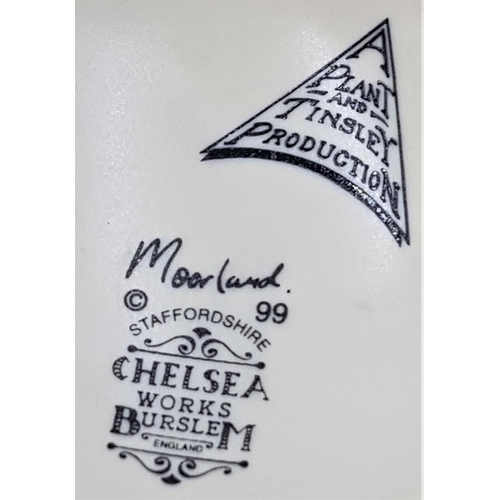 A
PLANT
AND
TINSLEY
PRODUCTION
Moorland.
© 99
STAFFORDSHIRE
CHELSEA
WORKS
BURSLEM
ENGLAND